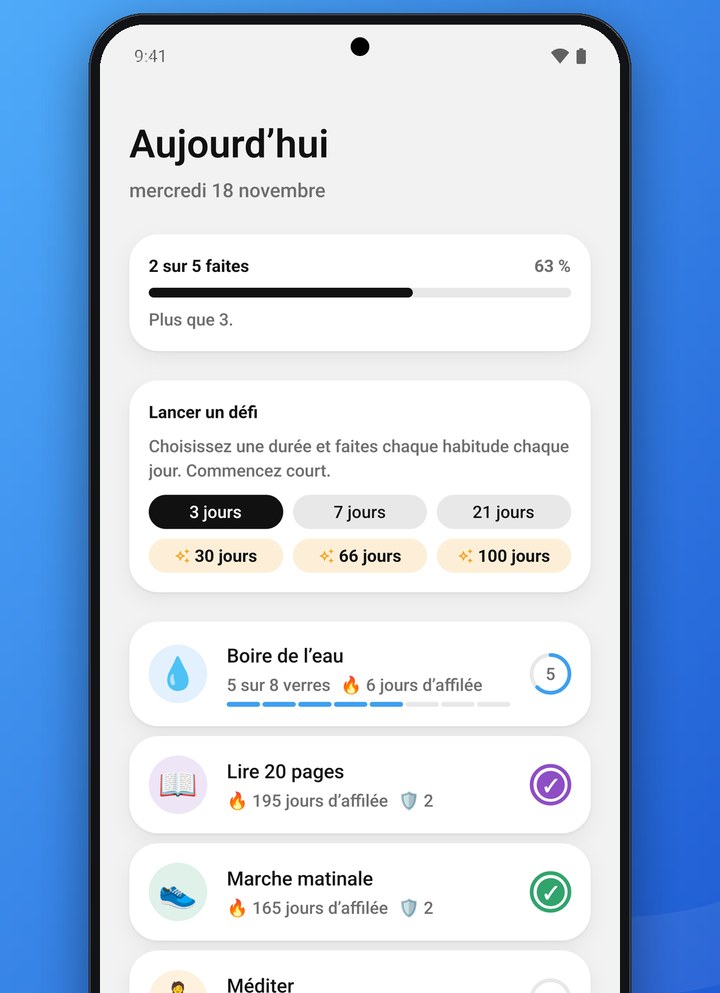 9:41
Aujourd’hui
mercredi 18 novembre
2 sur 5 faites
63 %
Plus que 3.
Lancer un défi
Choisissez une durée et faites chaque habitude chaque
jour. Commencez court.
3 jours
7 jours
21 jours
30 jours
66 jours
100 jours
Boire de l’eau
5 sur 8 verres 🔥 6 jours d’affilée
5
Lire 20 pages
🔥 195 jours d’affilée 🛡️ 2
Marche matinale
🔥 165 jours d’affilée 🛡️ 2
Méditer